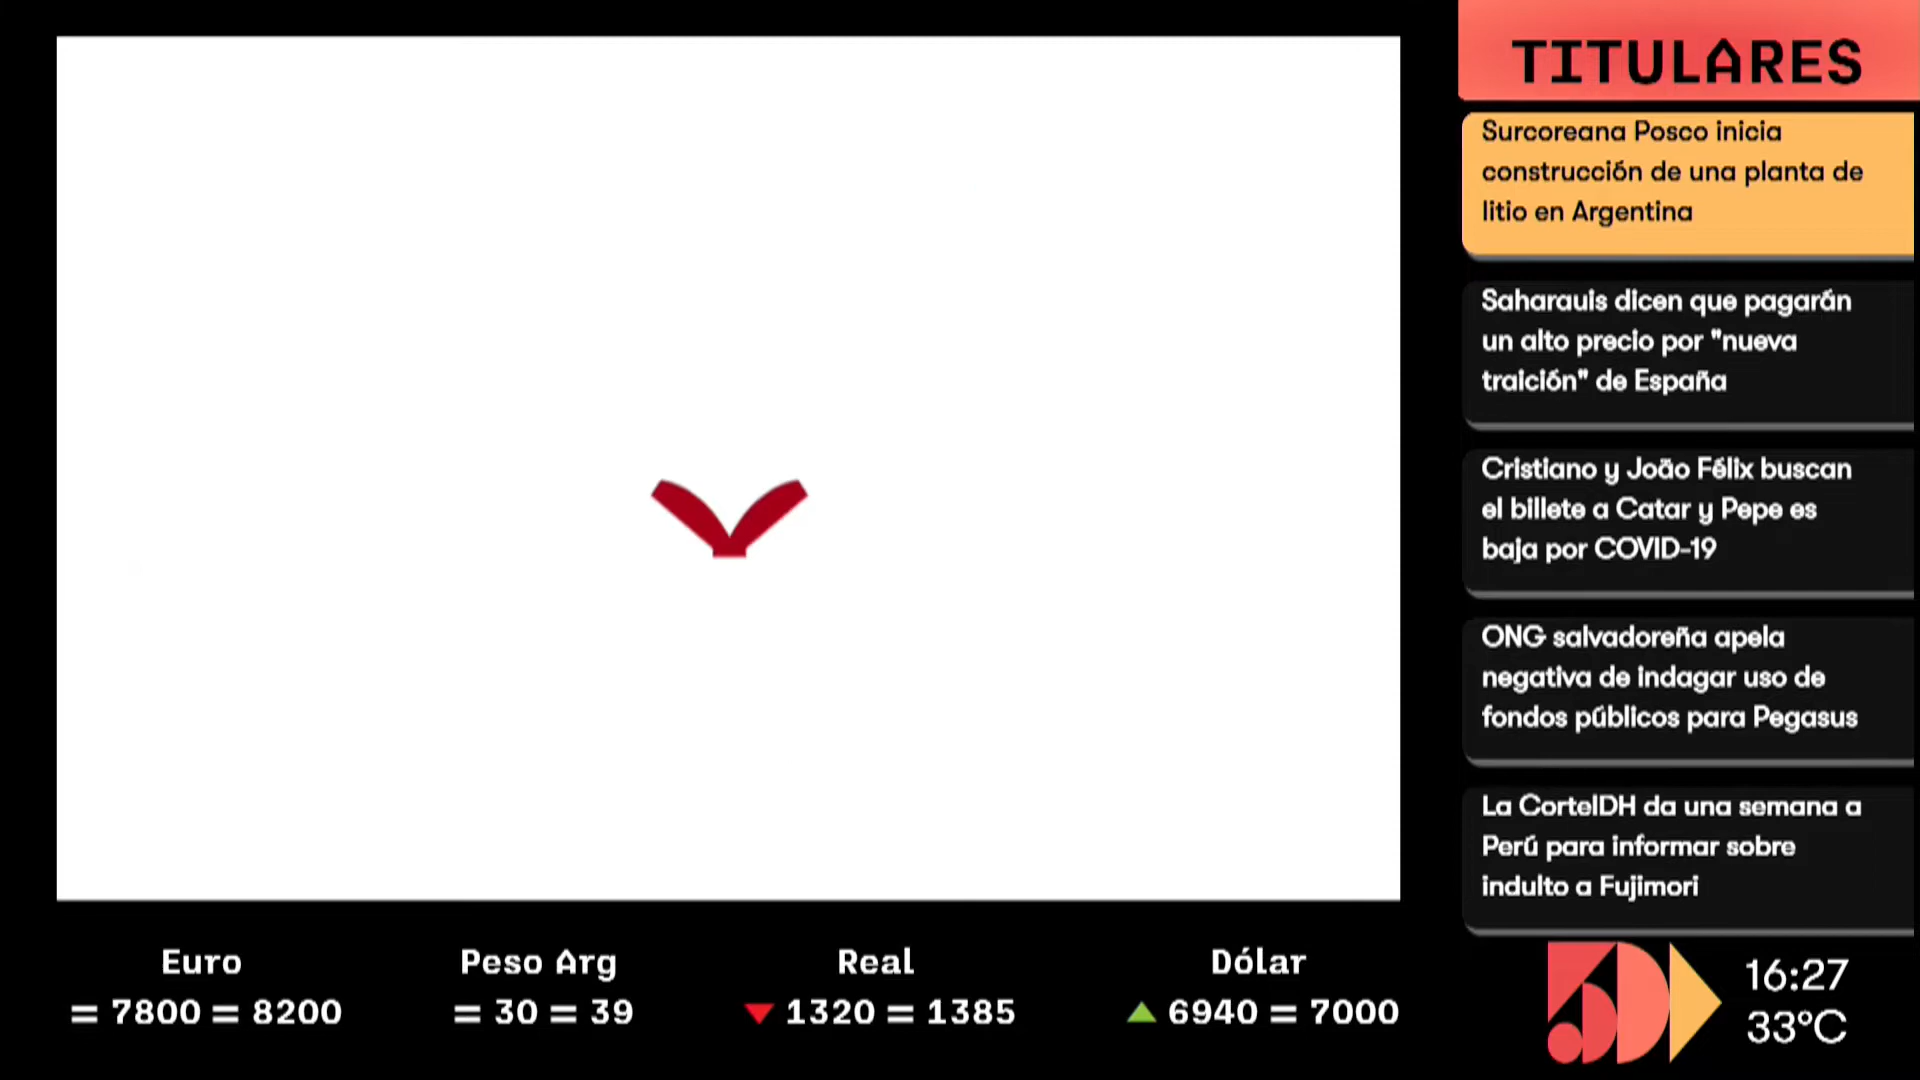 TITULARES
Surcoreana Posco inicia
construcción de una planta de
litio en Argentina
Saharauis dicen que pagarán
un alto precio por "nueva
traición" de España
Cristiano y João Félix buscan
el billete a Catar y Pepe es
baja por COVID-19
ONG salvadoreña apela
negativa de indagar uso de
fondos públicos para Pegasus
La CorteIDH da una semana a
Perú para informar sobre
indulto a Fujimori
Euro
= 7800 = 8200
Peso Arg
= 30 = 39
Real
▼ 1320 = 1385
Dólar
▲ 6940 = 7000
5D
16:27
33°C